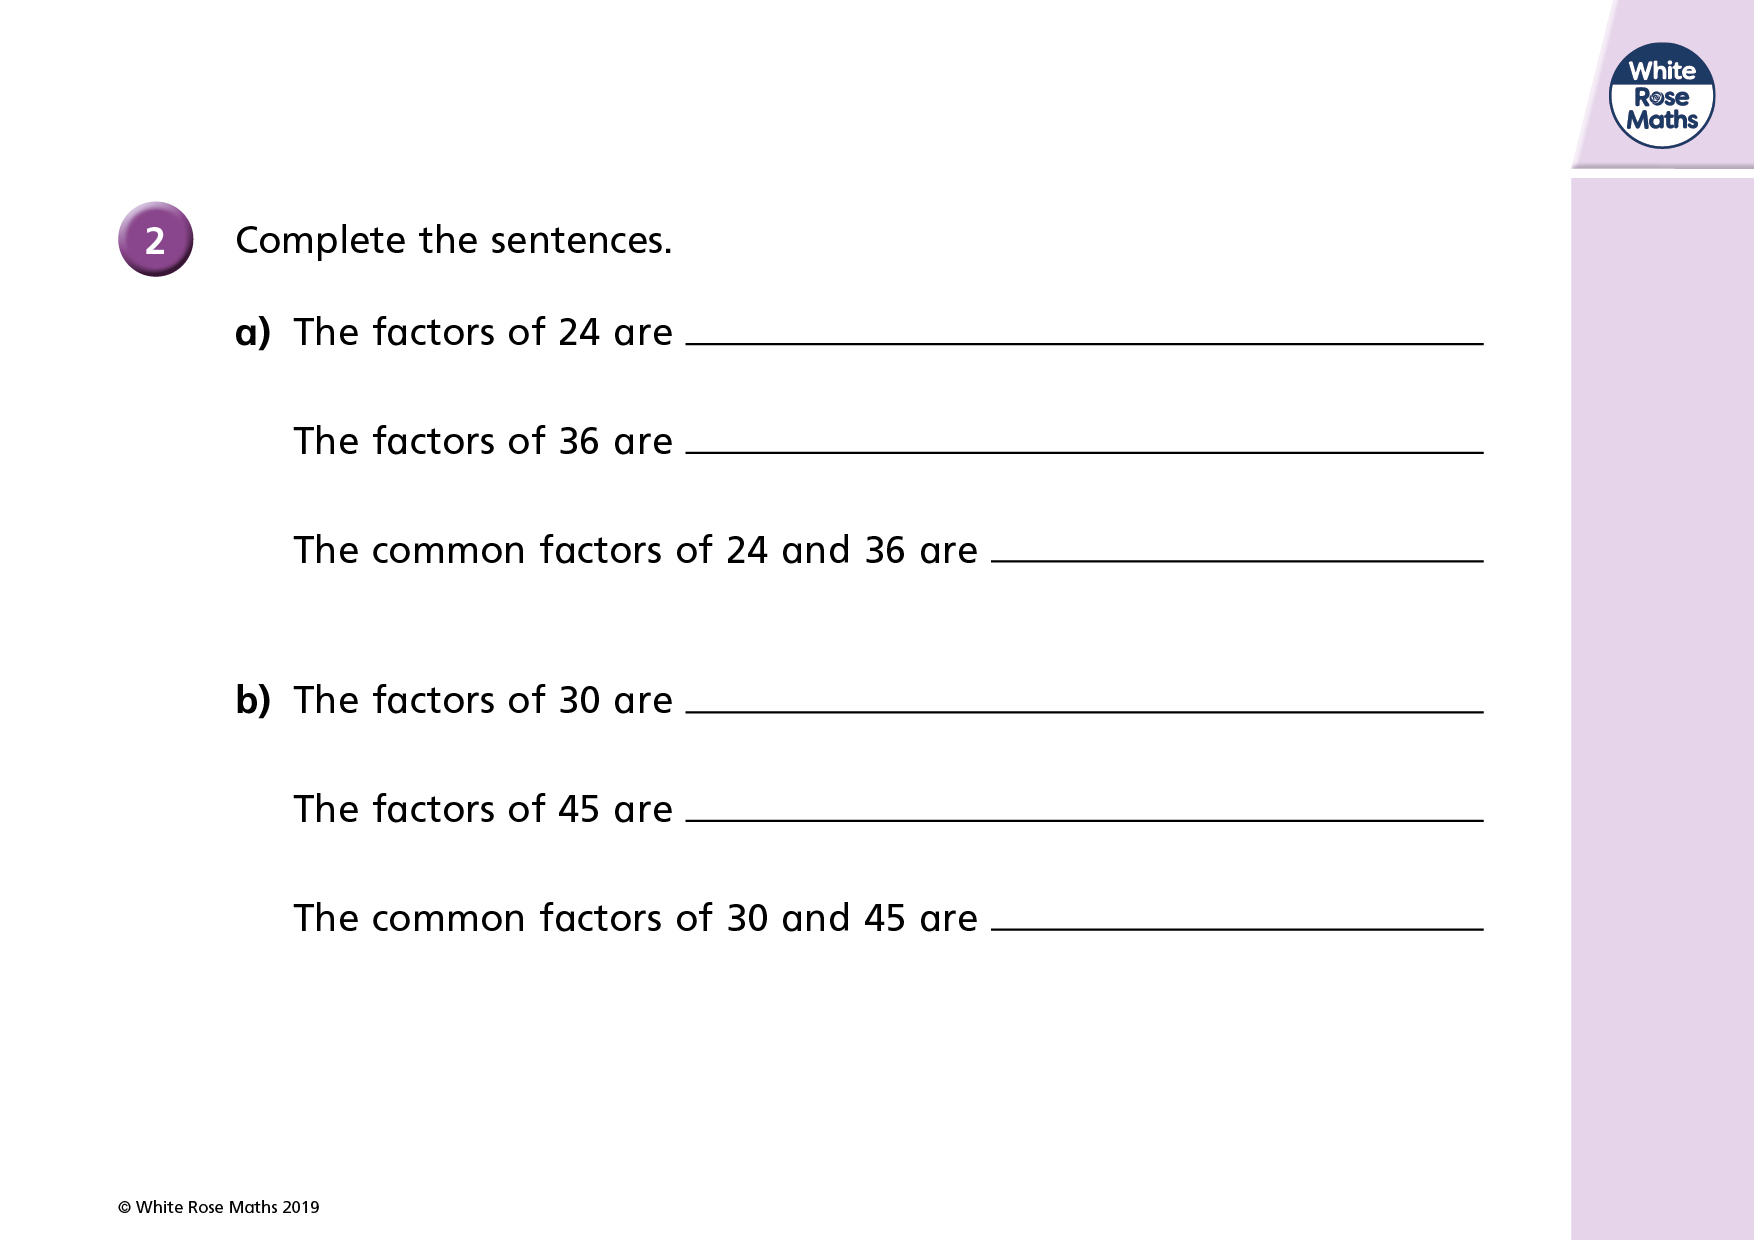 White
Rose
Maths
2 Complete the sentences.
a) The factors of 24 are
The factors of 36 are
The common factors of 24 and 36 are
b) The factors of 30 are
The factors of 45 are
The common factors of 30 and 45 are
© White Rose Maths 2019